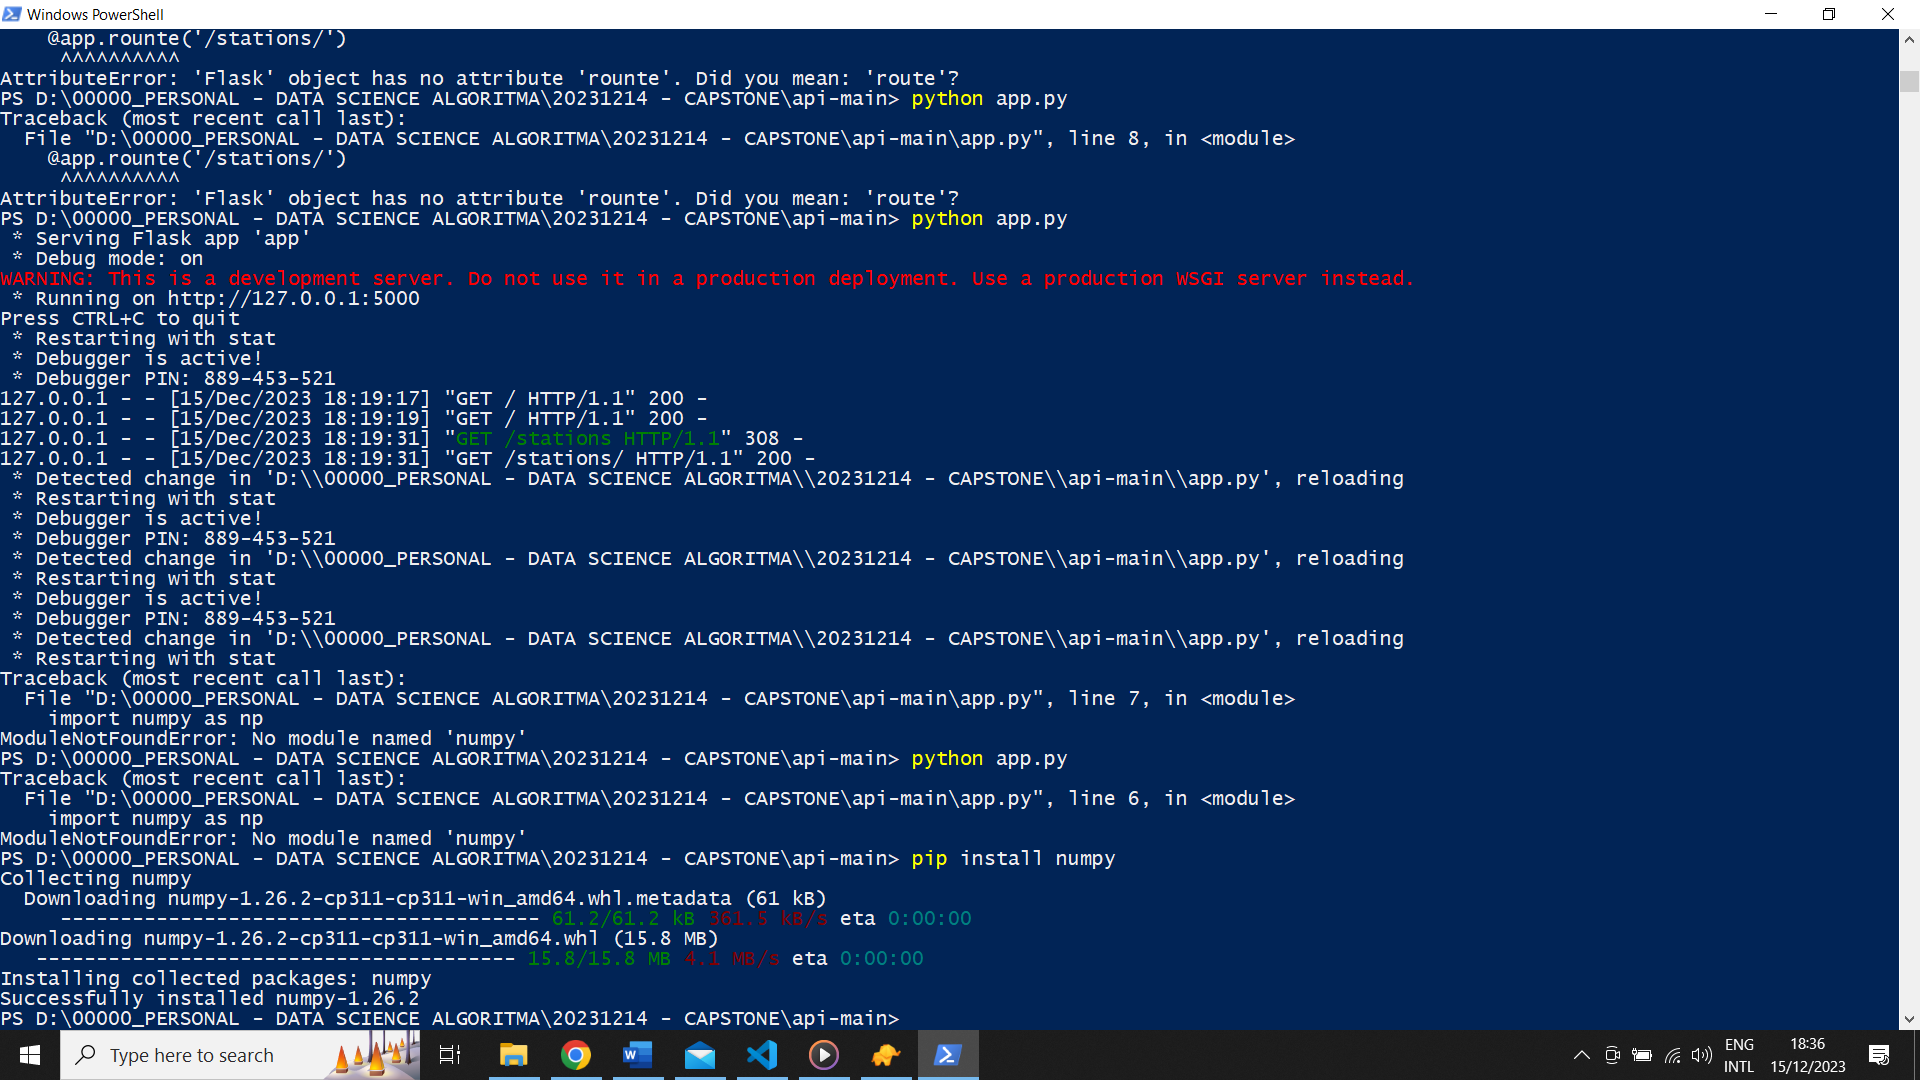 Windows PowerShell
@app.rounte('/stations/')
^^^^^^^^^^
AttributeError: 'Flask' object has no attribute 'rounte'. Did you mean: 'route'?
PS D:\00000_PERSONAL - DATA SCIENCE ALGORITMA\20231214 - CAPSTONE\api-main> python app.py
Traceback (most recent call last):
File "D:\00000_PERSONAL - DATA SCIENCE ALGORITMA\20231214 - CAPSTONE\api-main\app.py", line 8, in <module>
@app.rounte('/stations/')
^^^^^^^^^^
AttributeError: 'Flask' object has no attribute 'rounte'. Did you mean: 'route'?
PS D:\00000_PERSONAL - DATA SCIENCE ALGORITMA\20231214 - CAPSTONE\api-main> python app.py
* Serving Flask app 'app'
* Debug mode: on
WARNING: This is a development server. Do not use it in a production deployment. Use a production WSGI server instead.
* Running on http://127.0.0.1:5000
Press CTRL+C to quit
* Restarting with stat
* Debugger is active!
* Debugger PIN: 889-453-521
127.0.0.1 - - [15/Dec/2023 18:19:17] "GET / HTTP/1.1" 200 -
127.0.0.1 - - [15/Dec/2023 18:19:19] "GET / HTTP/1.1" 200 -
127.0.0.1 - - [15/Dec/2023 18:19:31] "GET /stations HTTP/1.1" 308 -
127.0.0.1 - - [15/Dec/2023 18:19:31] "GET /stations/ HTTP/1.1" 200 -
* Detected change in 'D:\\00000_PERSONAL - DATA SCIENCE ALGORITMA\\20231214 - CAPSTONE\\api-main\\app.py', reloading
* Restarting with stat
* Debugger is active!
* Debugger PIN: 889-453-521
* Detected change in 'D:\\00000_PERSONAL - DATA SCIENCE ALGORITMA\\20231214 - CAPSTONE\\api-main\\app.py', reloading
* Restarting with stat
* Debugger is active!
* Debugger PIN: 889-453-521
* Detected change in 'D:\\00000_PERSONAL - DATA SCIENCE ALGORITMA\\20231214 - CAPSTONE\\api-main\\app.py', reloading
* Restarting with stat
Traceback (most recent call last):
File "D:\00000_PERSONAL - DATA SCIENCE ALGORITMA\20231214 - CAPSTONE\api-main\app.py", line 7, in <module>
import numpy as np
ModuleNotFoundError: No module named 'numpy'
PS D:\00000_PERSONAL - DATA SCIENCE ALGORITMA\20231214 - CAPSTONE\api-main> python app.py
Traceback (most recent call last):
File "D:\00000_PERSONAL - DATA SCIENCE ALGORITMA\20231214 - CAPSTONE\api-main\app.py", line 6, in <module>
import numpy as np
ModuleNotFoundError: No module named 'numpy'
PS D:\00000_PERSONAL - DATA SCIENCE ALGORITMA\20231214 - CAPSTONE\api-main> pip install numpy
Collecting numpy
Downloading numpy-1.26.2-cp311-cp311-win_amd64.whl.metadata (61 kB)
---------------------------------------- 61.2/61.2 kB 361.5 kB/s eta 0:00:00
Downloading numpy-1.26.2-cp311-cp311-win_amd64.whl (15.8 MB)
---------------------------------------- 15.8/15.8 MB 4.1 MB/s eta 0:00:00
Installing collected packages: numpy
Successfully installed numpy-1.26.2
PS D:\00000_PERSONAL - DATA SCIENCE ALGORITMA\20231214 - CAPSTONE\api-main>
Type here to search
ENG
INTL
18:36
15/12/2023